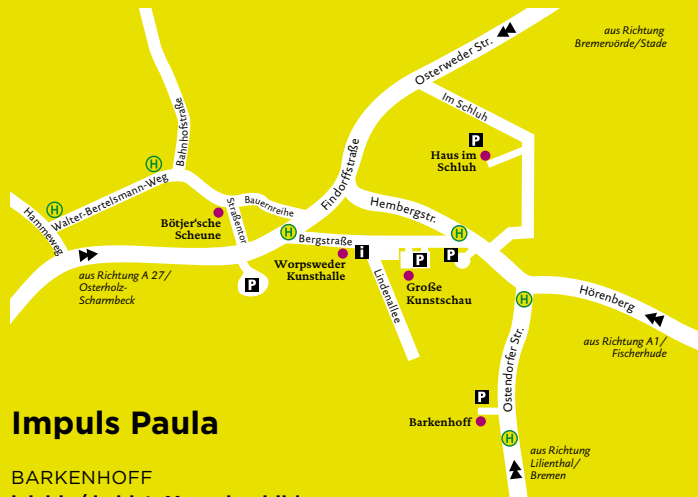 aus Richtung
Bremervörde/Stade
Osterweder Str.
Im Schluh
P
Haus im
Schluh
Bahnhofstraße
H
Walter-Bertelsmann-Weg
H
Hammeweg
Findorffstraße
Bauernreihe
Straßentor
Bötjer'sche
Scheune
Hembergstr.
H
H
Bergstraße
i
P
P
Worpsweder
Kunsthalle
Große
Kunstschau
Lindenallee
P
aus Richtung A 27/
Osterholz-
Scharmbeck
H
Hörenberg
aus Richtung A1/
Fischerhude
Ostendorfer Str.
P
Barkenhoff
H
aus Richtung
Lilienthal/
Bremen
Impuls Paula
BARKENHOFF